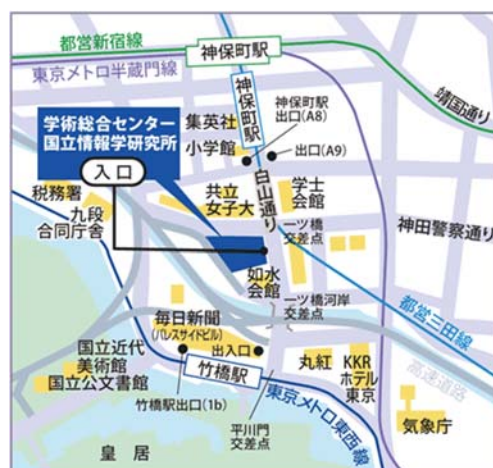 都営新宿線
神保町駅
東京メトロ半蔵門線
靖国通り
神保町駅
学術総合センター
国立情報学研究所
入口
集英社
小学館
神保町駅
出口(A8)
出口(A9)
白山通り
税務署
九段
合同庁舎
共立
女子大
学士
会館
一ツ橋
交差点
神田警察通り
如水
会館
一ツ橋河岸
交差点
都営三田線
毎日新聞
(パレスサイドビル)
出入口
国立近代
美術館
国立公文書館
竹橋駅
丸紅
KKR
ホテル
東京
高速道路
竹橋駅出口(1b)
東京メトロ東西線
平川門
交差点
気象庁
皇居